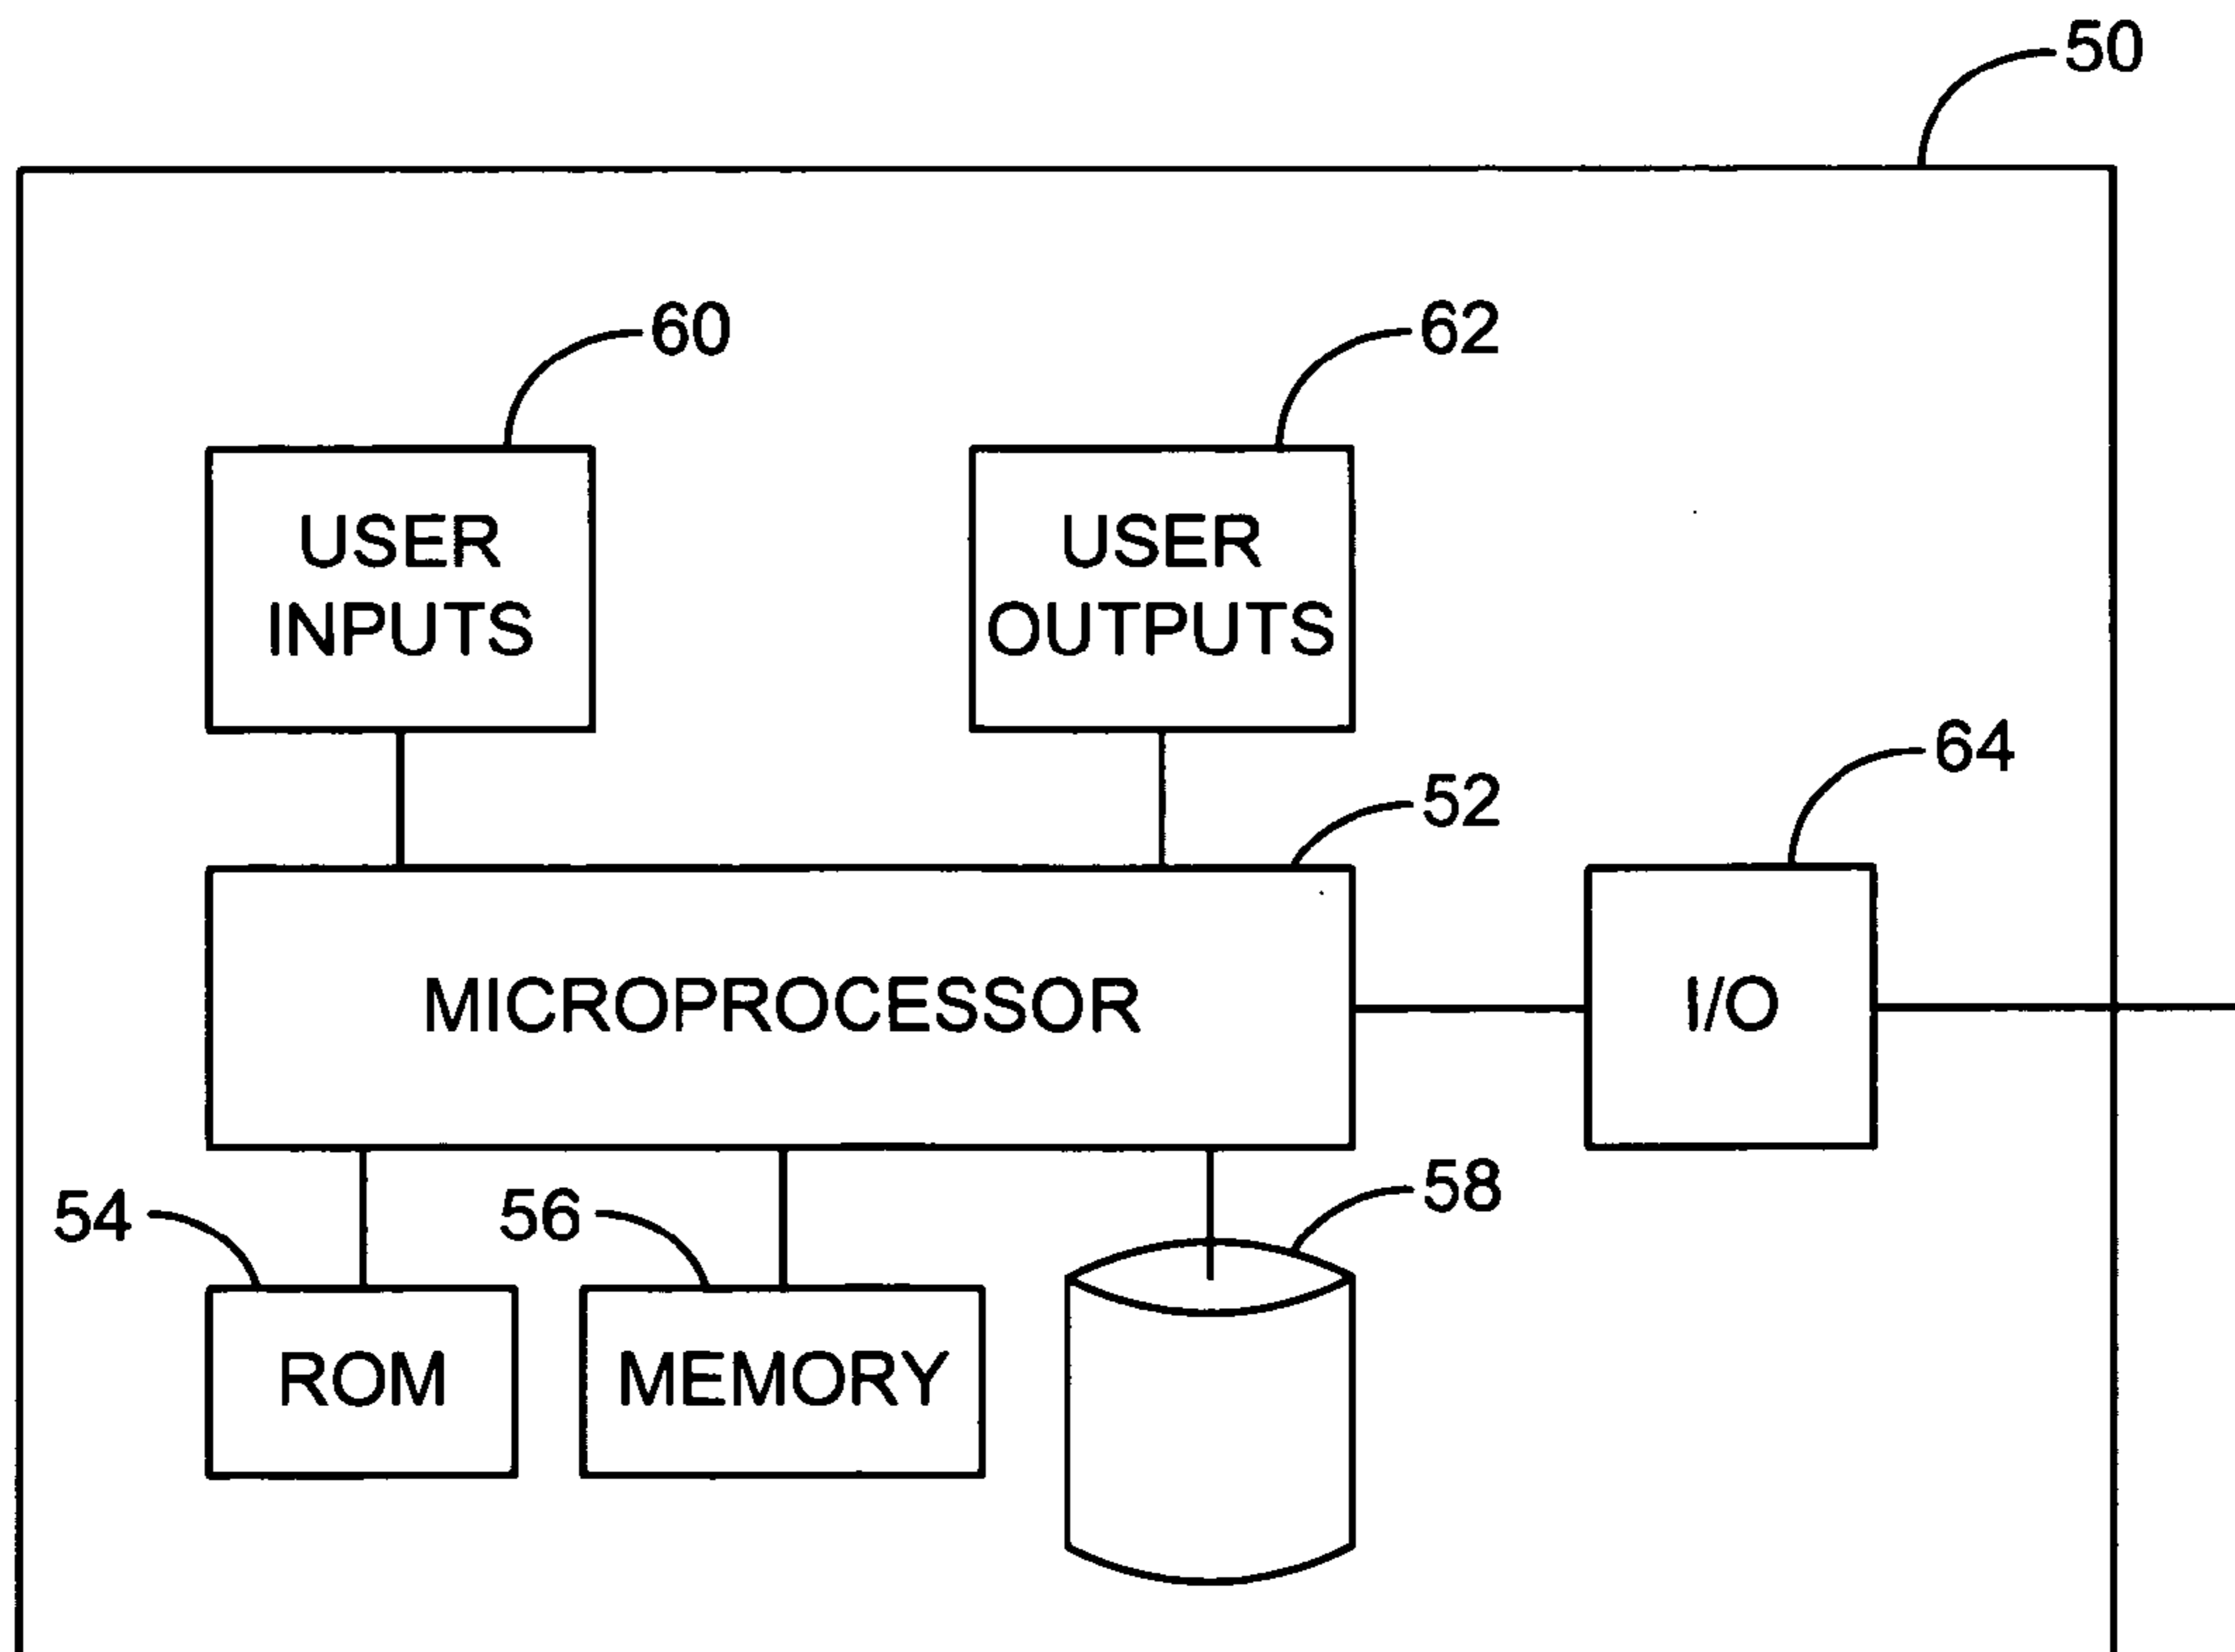 50
60
62
USER
INPUTS
USER
OUTPUTS
64
52
MICROPROCESSOR
I/O
54
56
58
ROM
MEMORY